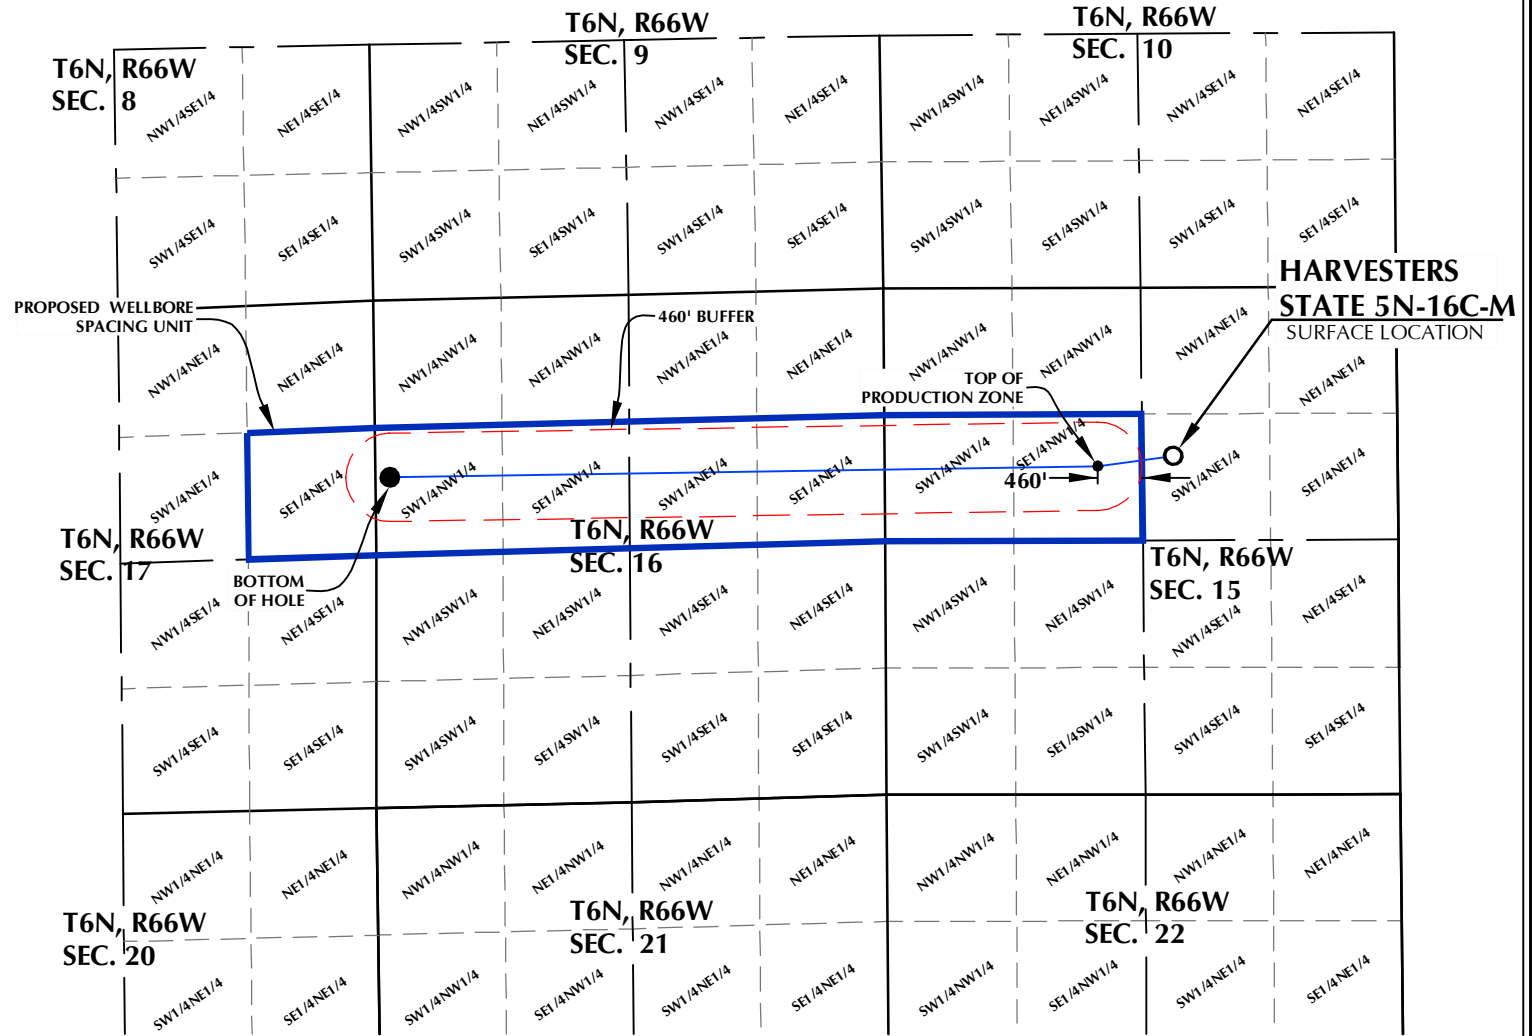 T6N, R66W
SEC. 8
T6N, R66W
SEC. 9
T6N, R66W
SEC. 10
NW1/4SE1/4
NE1/4SE1/4
NW1/4SW1/4
NE1/4SW1/4
NW1/4SE1/4
NE1/4SE1/4
NW1/4SW1/4
NE1/4SW1/4
NW1/4SE1/4
NE1/4SE1/4
SW1/4SE1/4
SE1/4SE1/4
SW1/4SW1/4
SE1/4SW1/4
SW1/4SE1/4
SE1/4SE1/4
SW1/4SW1/4
SE1/4SW1/4
SW1/4SE1/4
SE1/4SE1/4
HARVESTERS
STATE 5N-16C-M
SURFACE LOCATION
PROPOSED WELLBORE
SPACING UNIT
460' BUFFER
NW1/4NE1/4
NE1/4NE1/4
NW1/4NW1/4
NE1/4NW1/4
NW1/4NE1/4
NE1/4NE1/4
NW1/4NW1/4
NE1/4NW1/4
NW1/4NE1/4
NE1/4NE1/4
TOP OF
PRODUCTION ZONE
SW1/4NE1/4
SE1/4NE1/4
SW1/4NW1/4
SE1/4NW1/4
SW1/4NE1/4
SE1/4NE1/4
SW1/4NW1/4
SE1/4NW1/4
SW1/4NE1/4
SE1/4NE1/4
460'
T6N, R66W
SEC. 17
T6N, R66W
SEC. 16
T6N, R66W
SEC. 15
BOTTOM
OF HOLE
NW1/4SE1/4
NE1/4SE1/4
NW1/4SW1/4
NE1/4SW1/4
NW1/4SE1/4
NE1/4SE1/4
NW1/4SW1/4
NE1/4SW1/4
NW1/4SE1/4
NE1/4SE1/4
SW1/4SE1/4
SE1/4SE1/4
SW1/4SW1/4
SE1/4SW1/4
SW1/4SE1/4
SE1/4SE1/4
SW1/4SW1/4
SE1/4SW1/4
SW1/4SE1/4
SE1/4SE1/4
NW1/4NE1/4
NE1/4NE1/4
NW1/4NW1/4
NE1/4NW1/4
NW1/4NE1/4
NE1/4NE1/4
NW1/4NW1/4
NE1/4NW1/4
NW1/4NE1/4
NE1/4NE1/4
T6N, R66W
SEC. 20
T6N, R66W
SEC. 21
T6N, R66W
SEC. 22
SW1/4NE1/4
SE1/4NE1/4
SW1/4NW1/4
SE1/4NW1/4
SW1/4NE1/4
SE1/4NE1/4
SW1/4NW1/4
SE1/4NW1/4
SW1/4NE1/4
SE1/4NE1/4